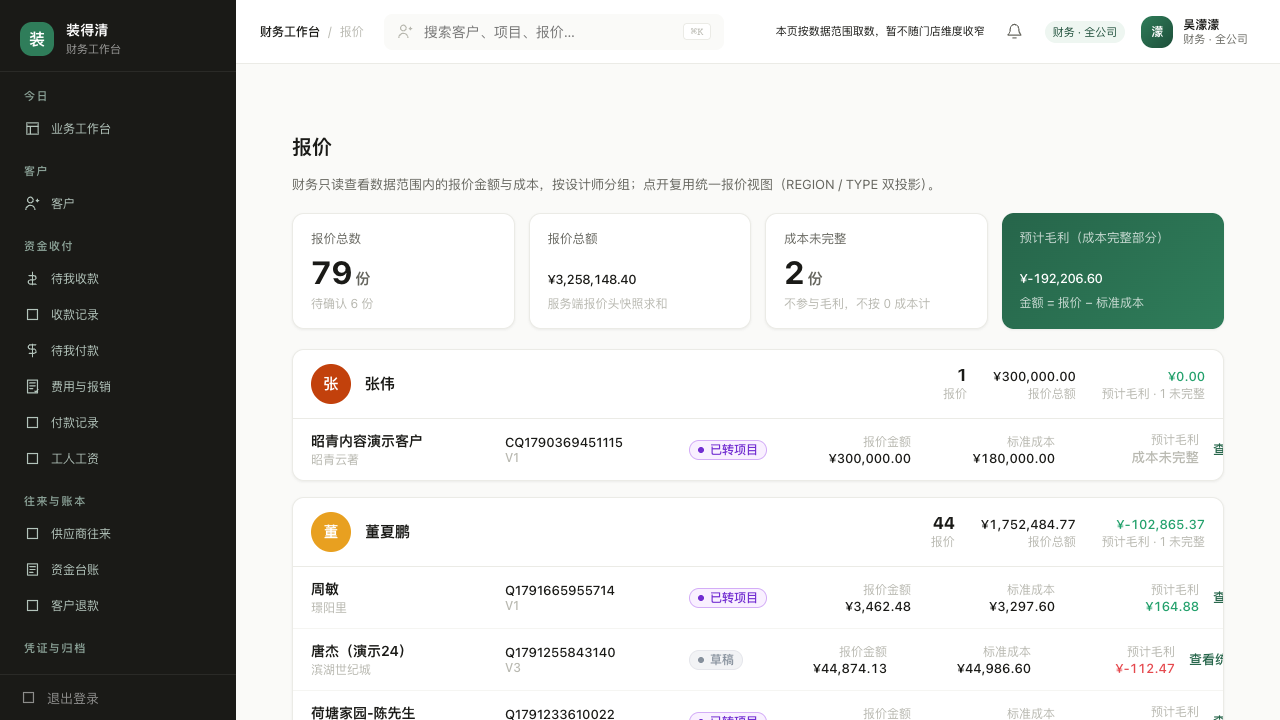 装
装得清
财务工作台
今日
业务工作台
客户
客户
资金收付
待我收款
收款记录
待我付款
费用与报销
付款记录
工人工资
往来与账本
供应商往来
资金台账
客户退款
凭证与归档
退出登录
财务工作台 / 报价
搜索客户、项目、报价...
⌘K
本页按数据范围取数，暂不随门店维度收窄
财务 · 全公司
濛
吴濛濛
财务 · 全公司
报价
财务只读查看数据范围内的报价金额与成本，按设计师分组；点开复用统一报价视图（REGION / TYPE 双投影）。
报价总数
79 份
待确认 6 份
报价总额
¥3,258,148.40
服务端报价头快照求和
成本未完整
2 份
不参与毛利，不按 0 成本计
预计毛利（成本完整部分）
¥-192,206.60
金额 = 报价 − 标准成本
张
张伟
1
报价
¥300,000.00
报价总额
¥0.00
预计毛利 · 1 未完整
昭青内容演示客户
昭青云著
CQ1790369451115
V1
已转项目
报价金额
¥300,000.00
标准成本
¥180,000.00
预计毛利
成本未完整
查
董
董夏鹏
44
报价
¥1,752,484.77
报价总额
¥-102,865.37
预计毛利 · 1 未完整
周敏
璟阳里
Q1791665955714
V1
已转项目
报价金额
¥3,462.48
标准成本
¥3,297.60
预计毛利
¥164.88
查
唐杰（演示24）
滨湖世纪城
Q1791255843140
V3
草稿
报价金额
¥44,874.13
标准成本
¥44,986.60
预计毛利
¥-112.47
查看统
荷塘家园-陈先生
Q1791233610022
已转项目
报价金额
标准成本
预计毛利